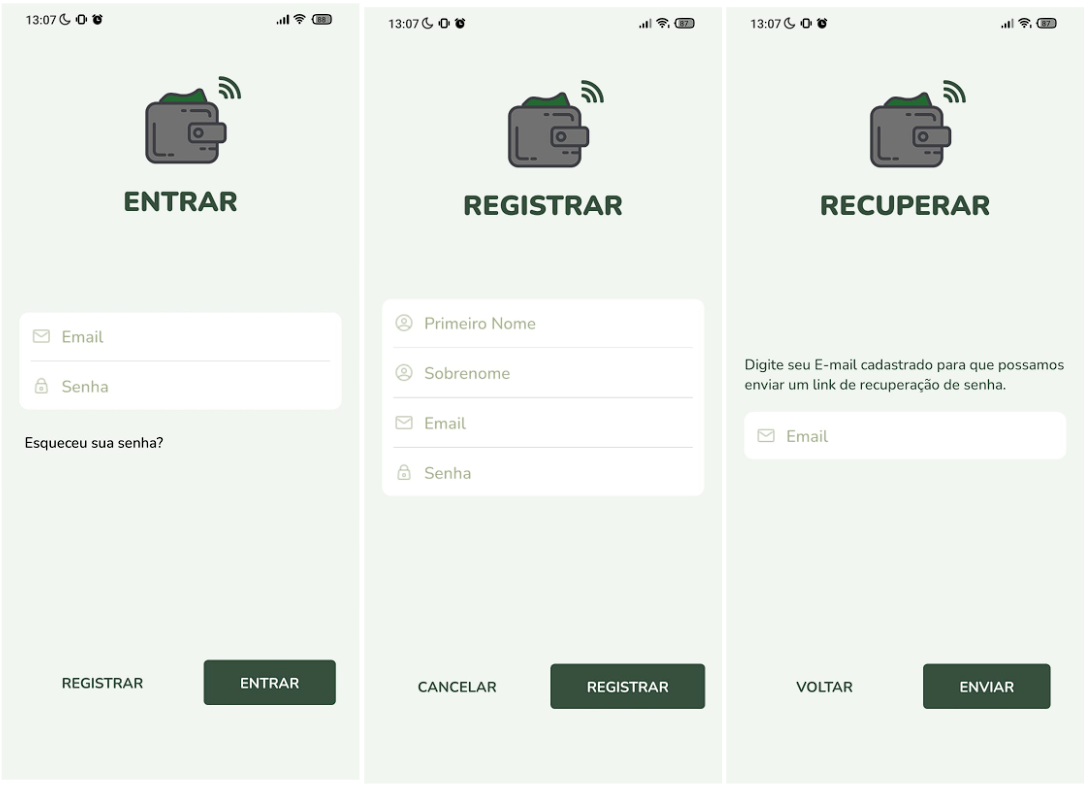 13:07
88
ENTRAR
Email
Senha
Esqueceu sua senha?
REGISTRAR
ENTRAR
13:07
87
REGISTRAR
Primeiro Nome
Sobrenome
Email
Senha
CANCELAR
REGISTRAR
13:07
87
RECUPERAR
Digite seu E-mail cadastrado para que possamos
enviar um link de recuperação de senha.
Email
VOLTAR
ENVIAR